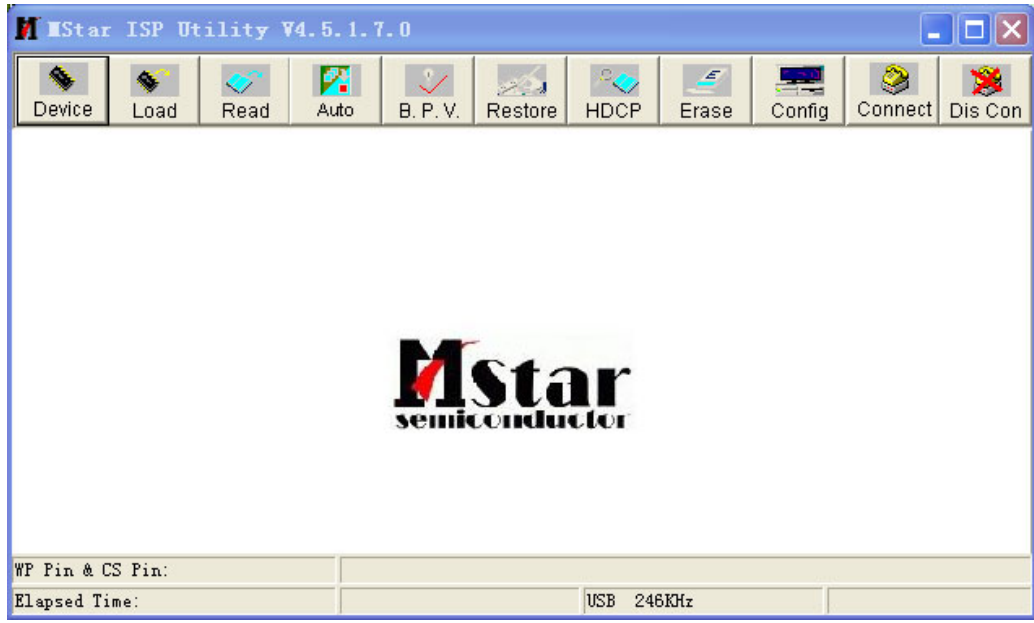 MStar ISP Utility V4.5.1.7.0
Device Load Read Auto B.P.V. Restore HDCP Erase Config Connect Dis Con
Mstar
semiconductor
WP Pin & CS Pin:
Elapsed Time: USB 246KHz